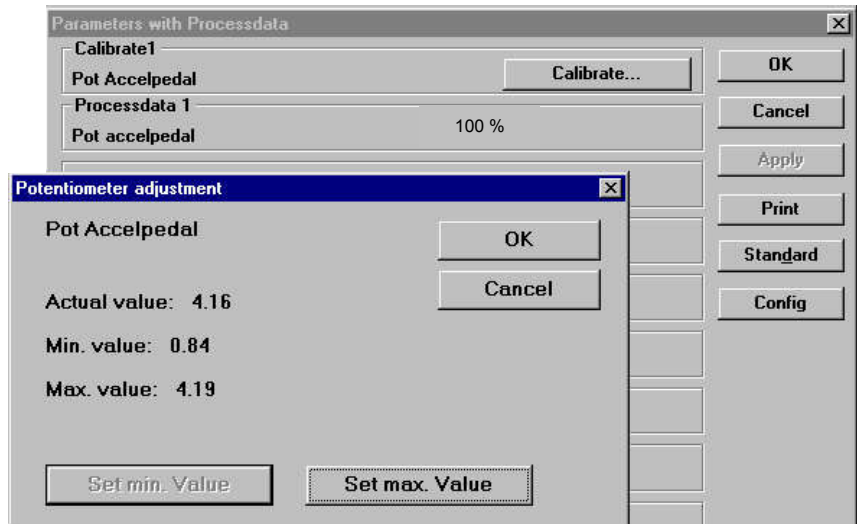 Parameters with Processdata
Calibrate1
Pot Accelpedal
Calibrate...
Processdata 1
Pot accelpedal
100 %
OK
Cancel
Apply
Print
Standard
Config
Potentiometer adjustment
Pot Accelpedal
OK
Cancel
Actual value: 4.16
Min. value: 0.84
Max. value: 4.19
Set min. Value
Set max. Value